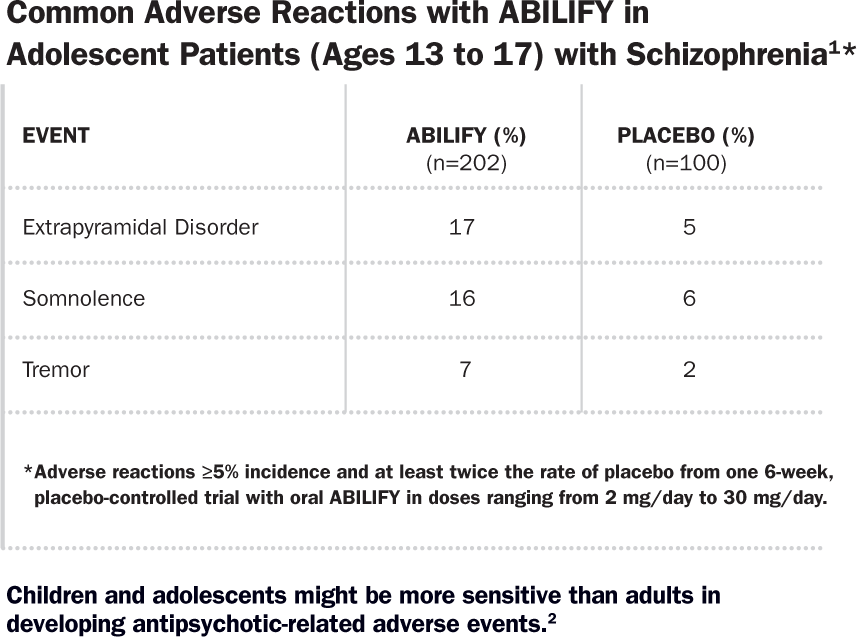 Common Adverse Reactions with ABILIFY in
Adolescent Patients (Ages 13 to 17) with Schizophrenia¹*
EVENT ABILIFY (%) PLACEBO (%)
(n=202) (n=100)
Extrapyramidal Disorder 17 5
Somnolence 16 6
Tremor 7 2
*Adverse reactions ≥5% incidence and at least twice the rate of placebo from one 6-week,
placebo-controlled trial with oral ABILIFY in doses ranging from 2 mg/day to 30 mg/day.
Children and adolescents might be more sensitive than adults in
developing antipsychotic-related adverse events.²